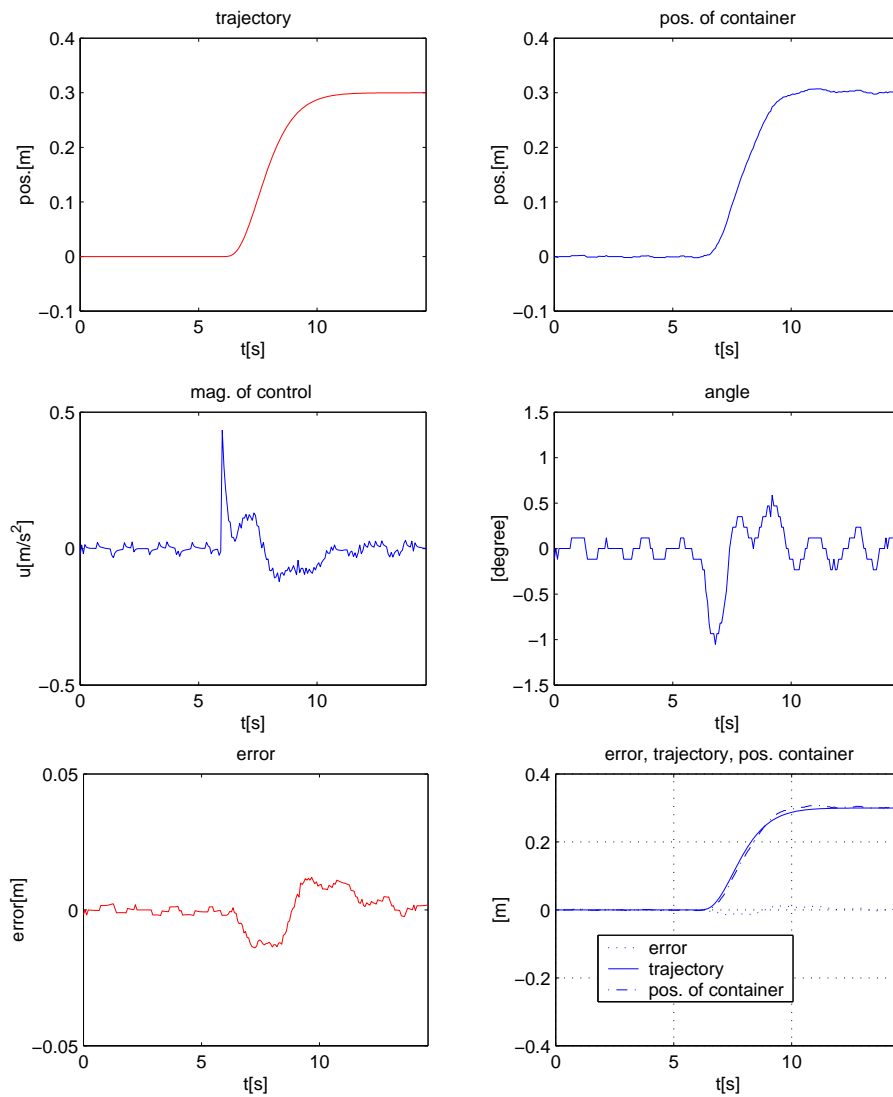 trajectory
0.4
0.3
0.2
0.1
0
−0.1
pos.[m]
0
5
10
t[s]
pos. of container
0.4
0.3
0.2
0.1
0
−0.1
pos.[m]
0
5
10
t[s]
mag. of control
0.5
0
−0.5
u[m/s²]
0
5
10
t[s]
angle
1.5
1
0.5
0
−0.5
−1
−1.5
[degree]
0
5
10
t[s]
error
0.05
0
−0.05
error[m]
0
5
10
t[s]
error, trajectory, pos. container
0.4
0.2
0
−0.2
−0.4
[m]
error
trajectory
pos. of container
0
5
10
t[s]